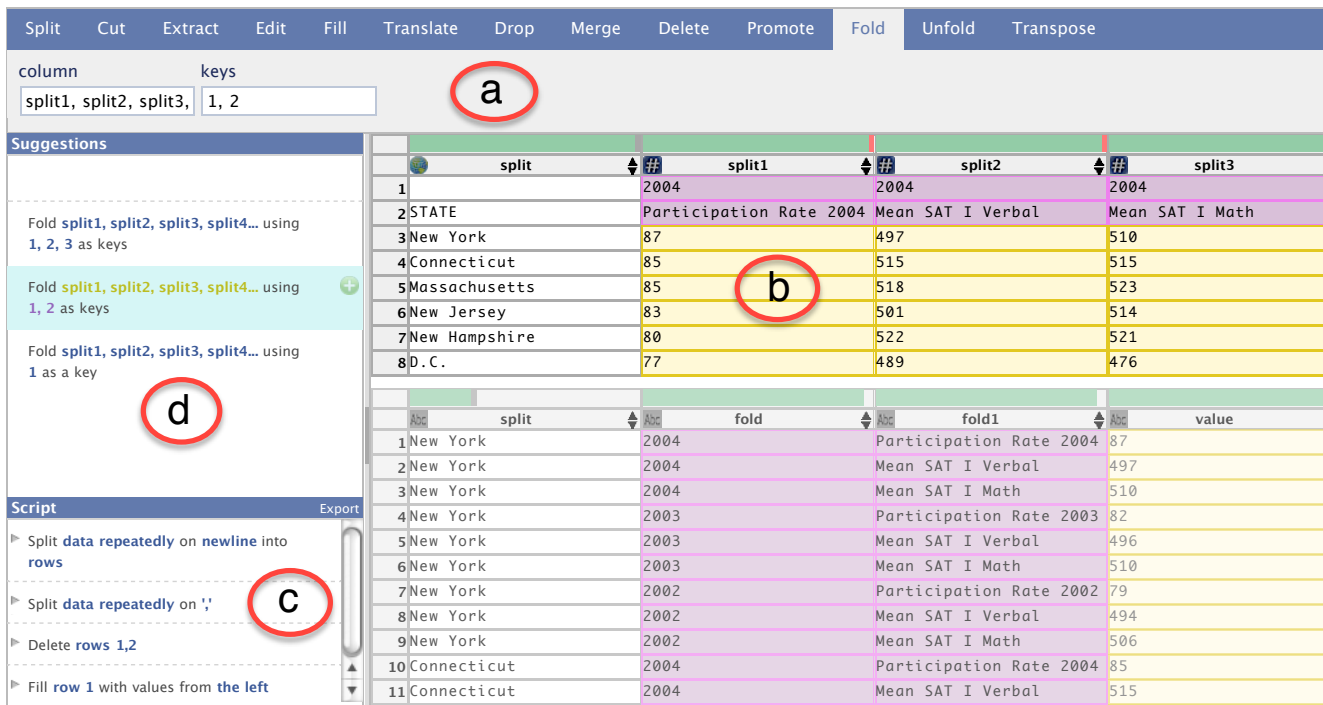 Split Cut Extract Edit Fill Translate Drop Merge Delete Promote Fold Unfold Transpose
column keys
split1, split2, split3, 1, 2
a
Suggestions
Fold split1, split2, split3, split4... using
1, 2, 3 as keys
Fold split1, split2, split3, split4... using
1, 2 as keys
Fold split1, split2, split3, split4... using
1 as a key
d
Script Export
Split data repeatedly on newline into
rows
Split data repeatedly on ','
Delete rows 1,2
Fill row 1 with values from the left
c
# # #
split split1 split2 split3
1 2004 2004 2004
2 STATE Participation Rate 2004 Mean SAT I Verbal Mean SAT I Math
3 New York 87 497 510
4 Connecticut 85 515 515
5 Massachusetts 85 518 523
6 New Jersey 83 501 514
7 New Hampshire 80 522 521
8 D.C. 77 489 476
b
Abc split Abc fold Abc fold1 Abc value
1 New York 2004 Participation Rate 2004 87
2 New York 2004 Mean SAT I Verbal 497
3 New York 2004 Mean SAT I Math 510
4 New York 2003 Participation Rate 2003 82
5 New York 2003 Mean SAT I Verbal 496
6 New York 2003 Mean SAT I Math 510
7 New York 2002 Participation Rate 2002 79
8 New York 2002 Mean SAT I Verbal 494
9 New York 2002 Mean SAT I Math 506
10 Connecticut 2004 Participation Rate 2004 85
11 Connecticut 2004 Mean SAT I Verbal 515